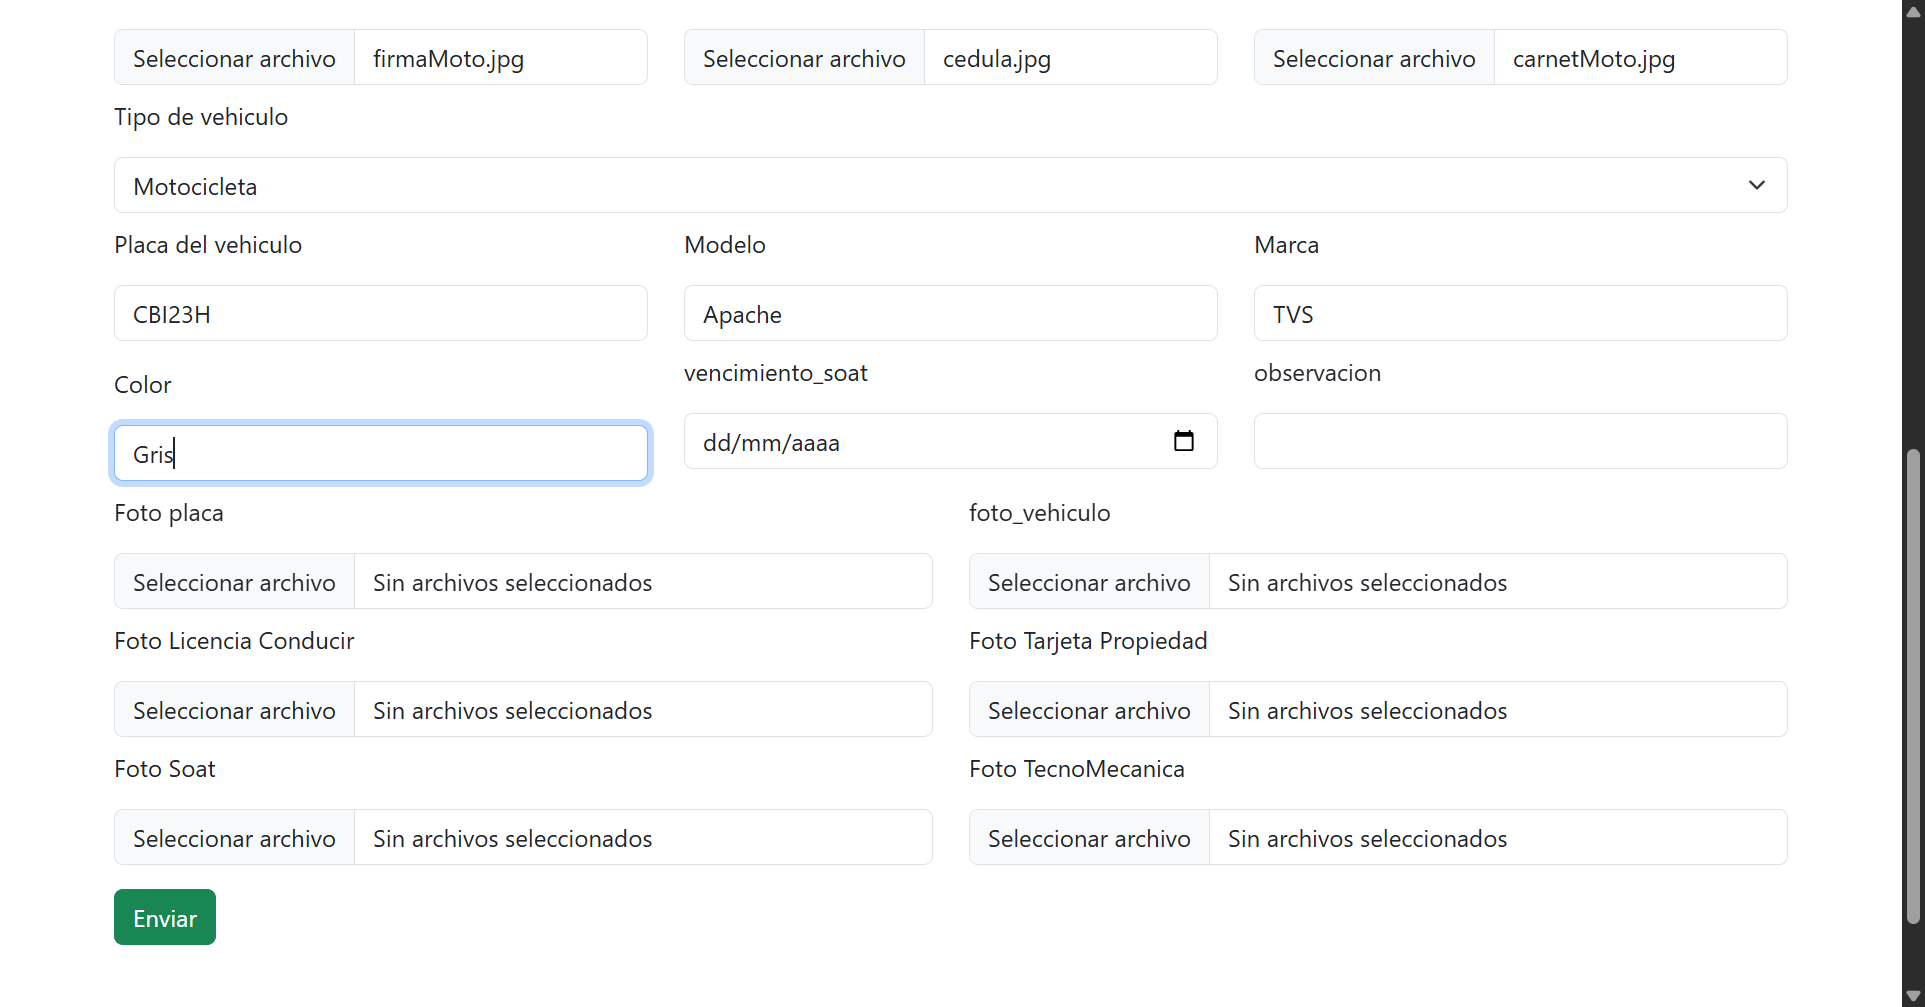 Seleccionar archivo firmaMoto.jpg Seleccionar archivo cedula.jpg Seleccionar archivo carnetMoto.jpg
Tipo de vehiculo
Motocicleta
Placa del vehiculo Modelo Marca
CBI23H Apache TVS
Color vencimiento_soat observacion
Gris dd/mm/aaaa
Foto placa foto_vehiculo
Seleccionar archivo Sin archivos seleccionados Seleccionar archivo Sin archivos seleccionados
Foto Licencia Conducir Foto Tarjeta Propiedad
Seleccionar archivo Sin archivos seleccionados Seleccionar archivo Sin archivos seleccionados
Foto Soat Foto TecnoMecanica
Seleccionar archivo Sin archivos seleccionados Seleccionar archivo Sin archivos seleccionados
Enviar